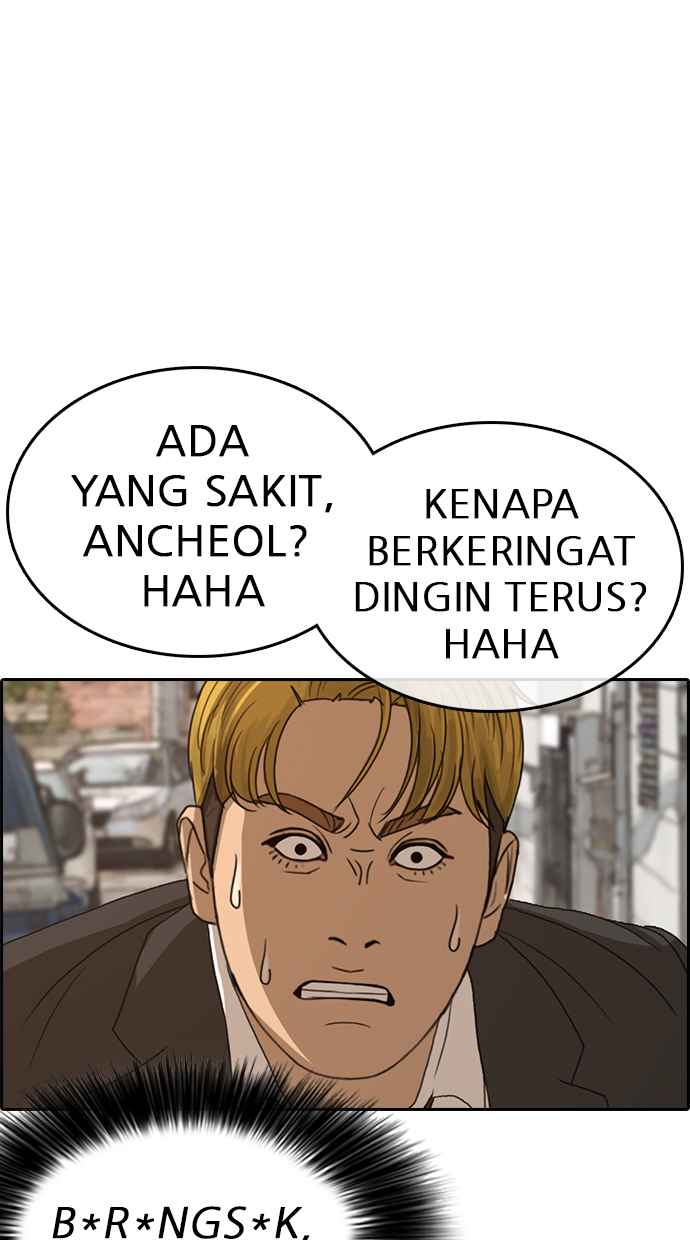 ADA
YANG SAKIT,
ANCHEOL?
HAHA
KENAPA
BERKERINGAT
DINGIN TERUS?
HAHA
B*R*NGS*K,